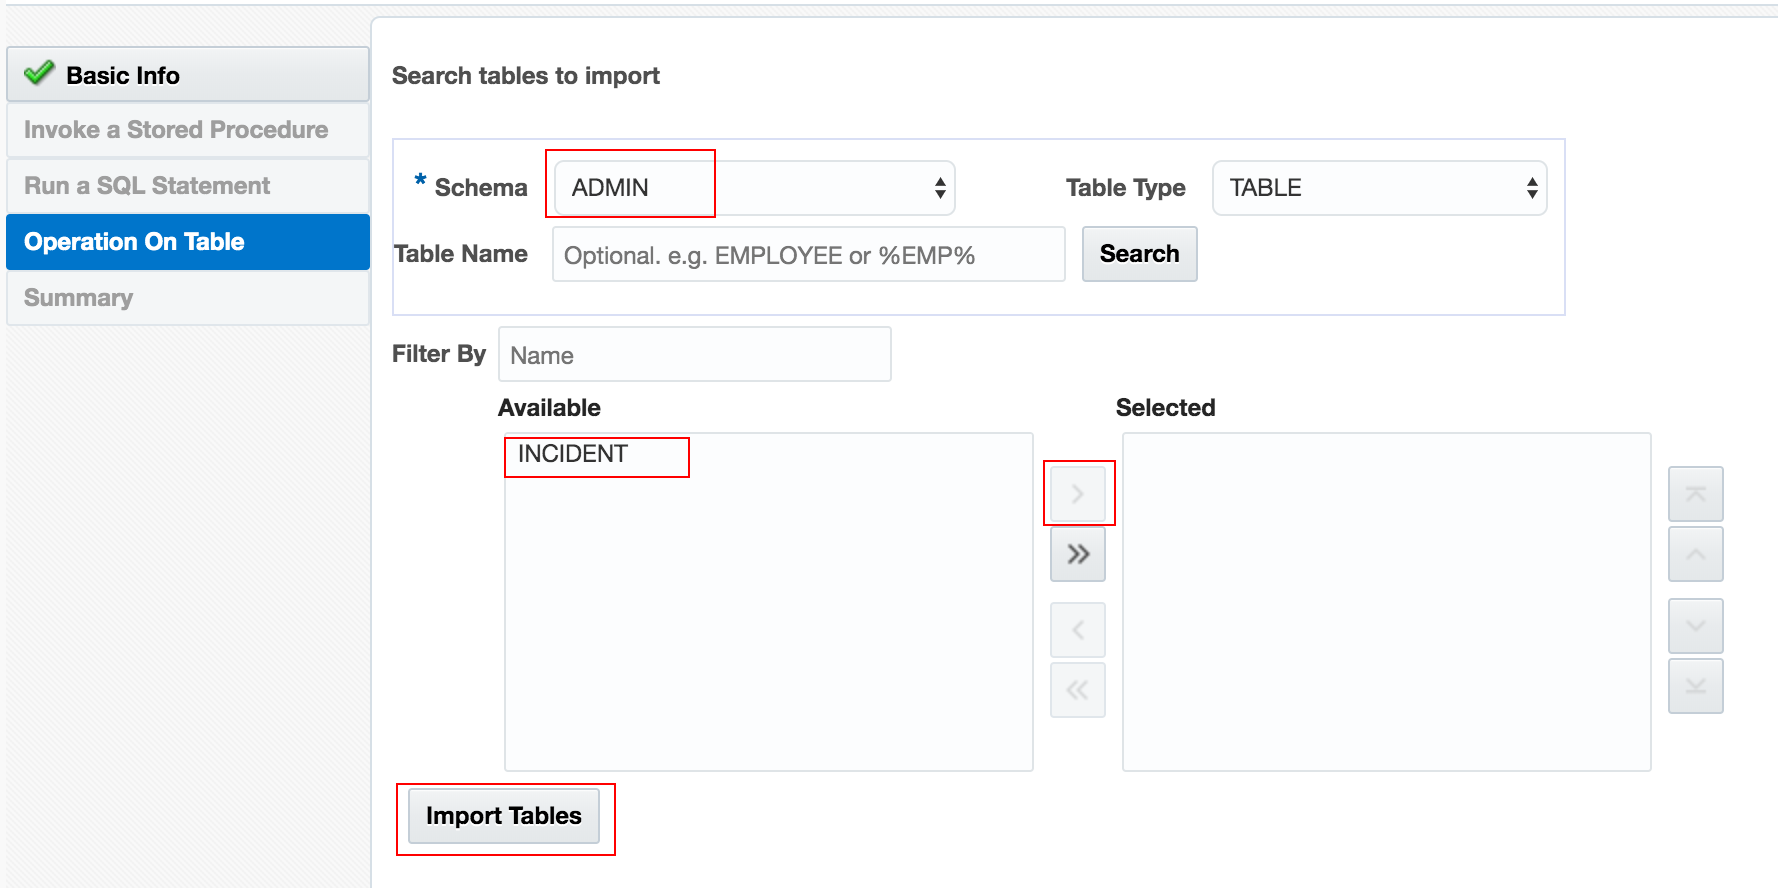 Basic Info
Invoke a Stored Procedure
Run a SQL Statement
Operation On Table
Summary
Search tables to import
* Schema ADMIN Table Type TABLE
Table Name Optional. e.g. EMPLOYEE or %EMP% Search
Filter By Name
Available Selected
INCIDENT
Import Tables